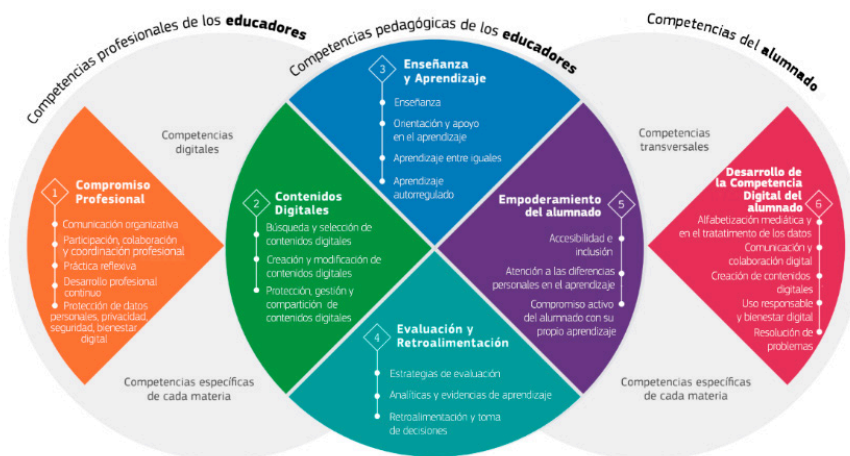 Competencias profesionales de los educadores
Competencias pedagógicas de los educadores
Competencias del alumnado
Competencias
digitales
Competencias
transversales
1
Compromiso
Profesional
Comunicación organizativa
Participación, colaboración
y coordinación profesional
Práctica reflexiva
Desarrollo profesional
continuo
Protección de datos
personales, privacidad,
seguridad, bienestar
digital
2
Contenidos
Digitales
Búsqueda y selección de
contenidos digitales
Creación y modificación de
contenidos digitales
Protección, gestión y
compartición de
contenidos digitales
3
Enseñanza
y Aprendizaje
Enseñanza
Orientación y apoyo
en el aprendizaje
Aprendizaje entre iguales
Aprendizaje
autorregulado
4
Evaluación y
Retroalimentación
Estrategias de evaluación
Analíticas y evidencias de aprendizaje
Retroalimentación y toma
de decisiones
5
Empoderamiento
del alumnado
Accesibilidad e
inclusión
Atención a las diferencias
personales en el aprendizaje
Compromiso activo
del alumnado con su
propio aprendizaje
6
Desarrollo de
la Competencia
Digital del
alumnado
Alfabetización mediática y
en el tratatimento de los datos
Comunicación y
colaboración digital
Creación de contenidos
digitales
Uso responsable
y bienestar digital
Resolución de
problemas
Competencias específicas
de cada materia
Competencias específicas
de cada materia